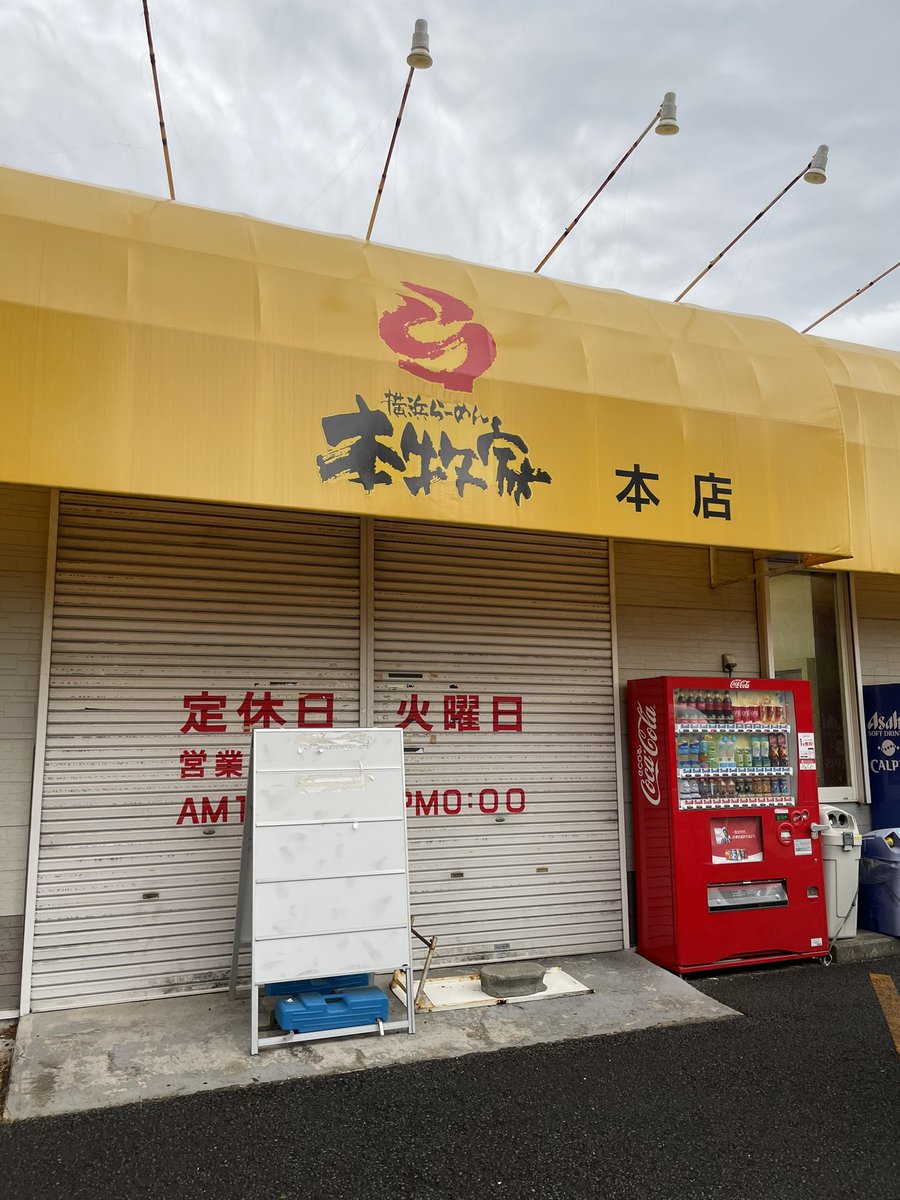 横浜らーめん
本牧家
本店
定休日 火曜日
営業
AM1 PM0:00
Coca-Cola
Coca-Cola
Asahi
SOFT DRINK
CALP